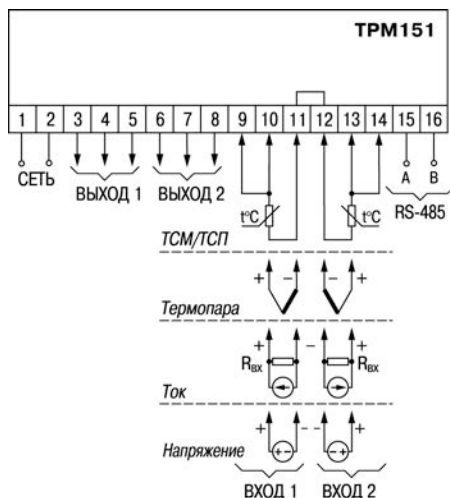 ТРМ151
1 2 3 4 5 6 7 8 9 10 11 12 13 14 15 16
СЕТЬ
ВЫХОД 1
ВЫХОД 2
t°C
t°C
A
B
RS-485
ТСМ/ТСП
+ - - +
Термопара
+ - +
Rвх
Rвх
Ток
+ - - +
+ -
- +
Напряжение
ВХОД 1
ВХОД 2